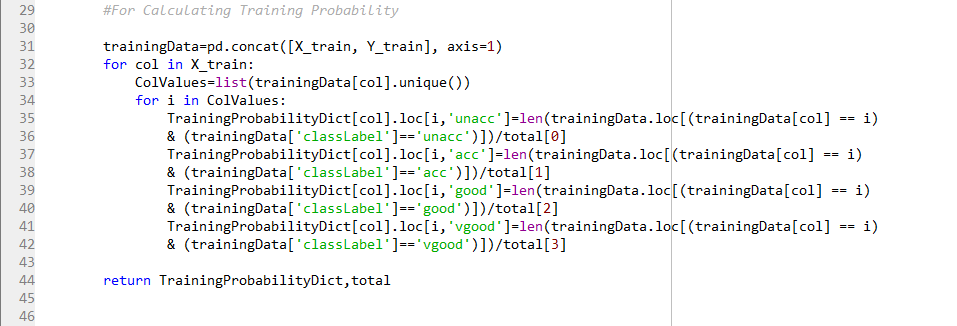 29 #For Calculating Training Probability
30
31 trainingData=pd.concat([X_train, Y_train], axis=1)
32 for col in X_train:
33 ColValues=list(trainingData[col].unique())
34 for i in ColValues:
35 TrainingProbabilityDict[col].loc[i,'unacc']=len(trainingData.loc[(trainingData[col] == i)
36 & (trainingData['classLabel']=='unacc')])/total[0]
37 TrainingProbabilityDict[col].loc[i,'acc']=len(trainingData.loc[(trainingData[col] == i)
38 & (trainingData['classLabel']=='acc')])/total[1]
39 TrainingProbabilityDict[col].loc[i,'good']=len(trainingData.loc[(trainingData[col] == i)
40 & (trainingData['classLabel']=='good')])/total[2]
41 TrainingProbabilityDict[col].loc[i,'vgood']=len(trainingData.loc[(trainingData[col] == i)
42 & (trainingData['classLabel']=='vgood')])/total[3]
43
44 return TrainingProbabilityDict,total
45
46